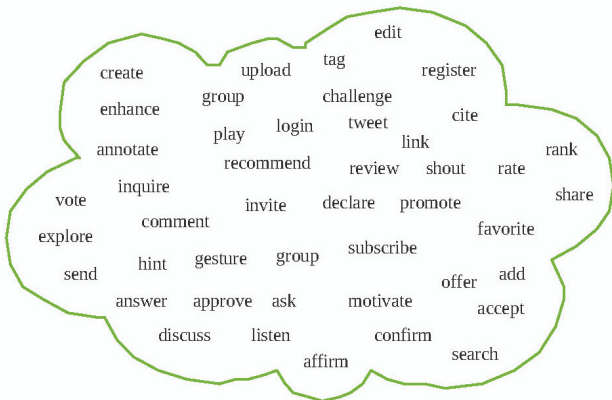 edit
tag
create
upload
register
group
challenge
enhance
cite
login
tweet
play
link
annotate
rank
recommend
review
shout
rate
inquire
share
vote
invite
declare
promote
comment
favorite
explore
subscribe
gesture
group
hint
send
add
offer
answer
approve
ask
motivate
accept
discuss
listen
confirm
search
affirm